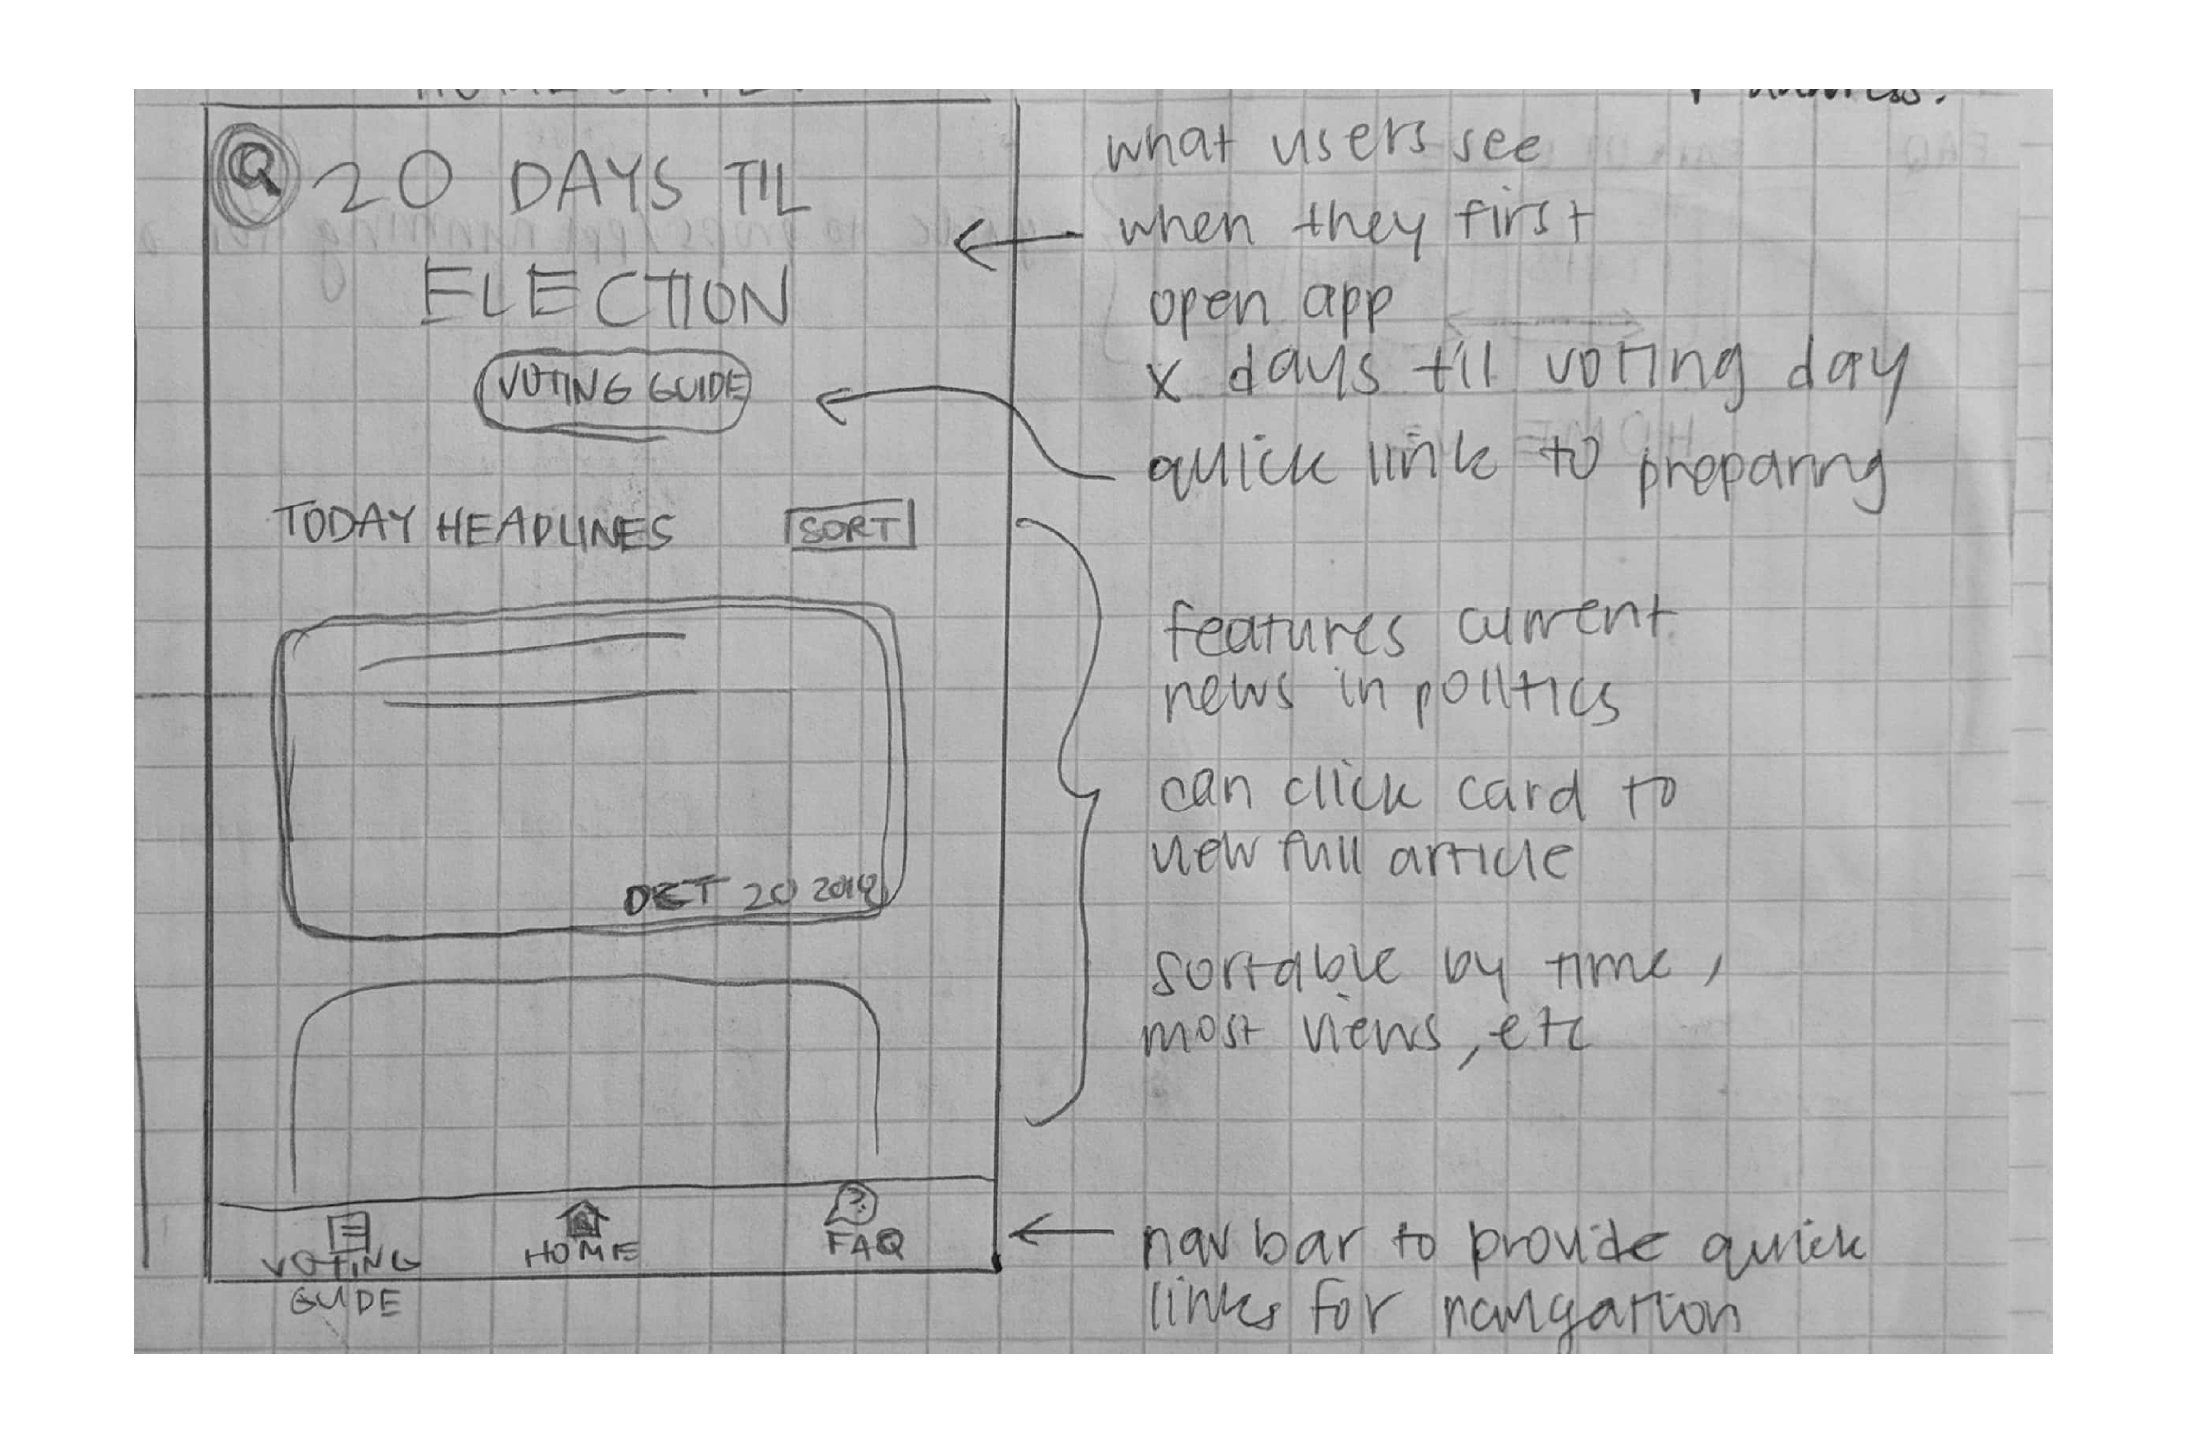 20 DAYS TIL
ELECTION
VOTING GUIDE
TODAY HEADLINES
SORT
OCT 20
VOTING
GUIDE
HOME
?
FAQ
what users see
when they first
open app
x days til voting day
quick link to preparing
features current
news in politics
can click card to
view full article
sortable by time,
most views, etc
nav bar to provide quick
links for navigation